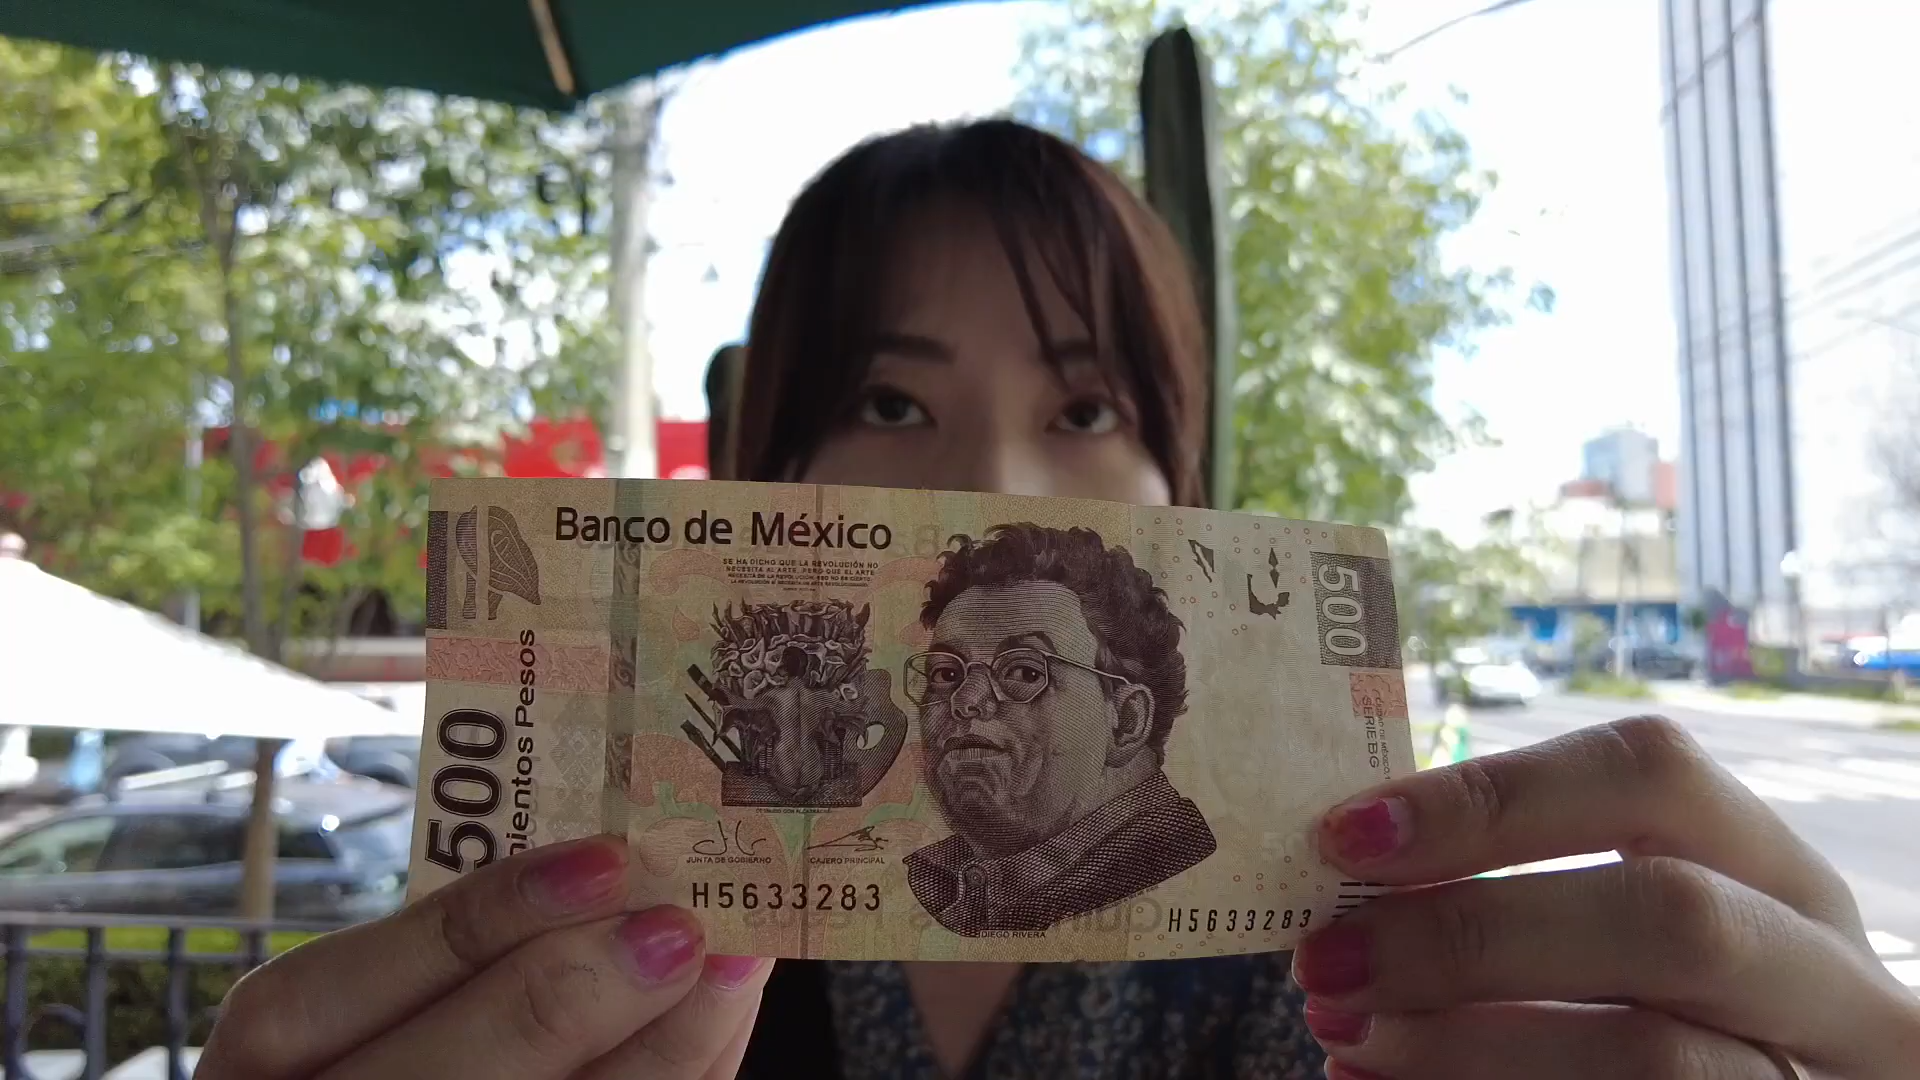 Banco de México
SE HA DICHO QUE LA REVOLUCIÓN NO
NECESITA AL ARTE, PERO QUE EL ARTE
NECESITA DE LA REVOLUCIÓN. ESO NO ES CIERTO.
LA REVOLUCIÓN SÍ NECESITA DE ARTE REVOLUCIONARIO.
500
500
Pesos
SERIE BG
JUNTA DE GOBIERNO
CAJERO PRINCIPAL
H5633283
H5633283
DIEGO RIVERA